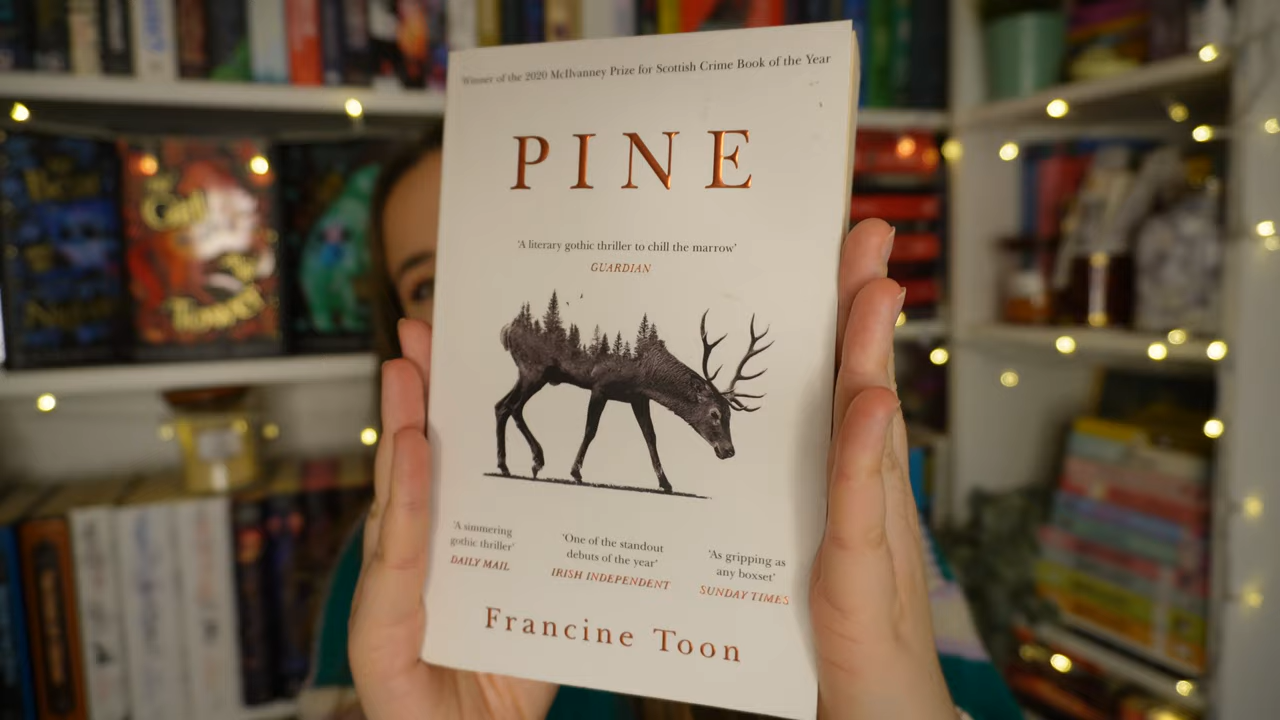 Winner of the 2020 McIlvanney Prize for Scottish Crime Book of the Year
PINE
‘A literary gothic thriller to chill the marrow’
GUARDIAN
‘A simmering
gothic thriller’
DAILY MAIL
‘One of the standout
debuts of the year’
IRISH INDEPENDENT
‘As gripping as
any boxset’
SUNDAY TIMES
Francine Toon